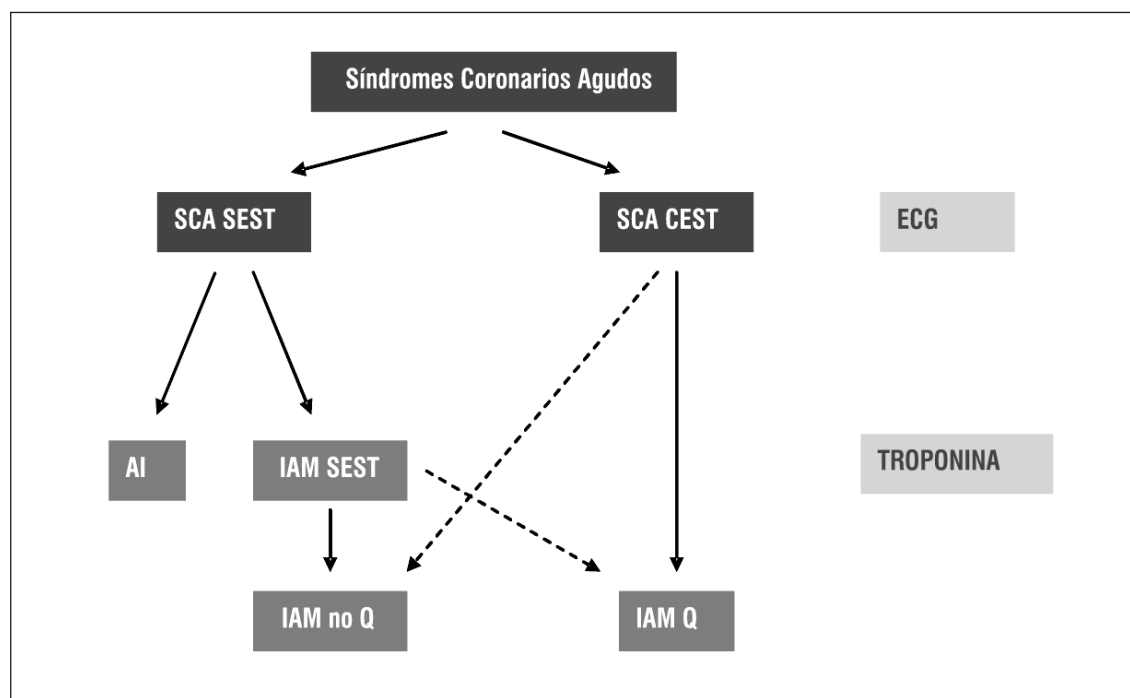 Síndromes Coronarios Agudos
SCA SEST
SCA CEST
ECG
AI
IAM SEST
TROPONINA
IAM no Q
IAM Q